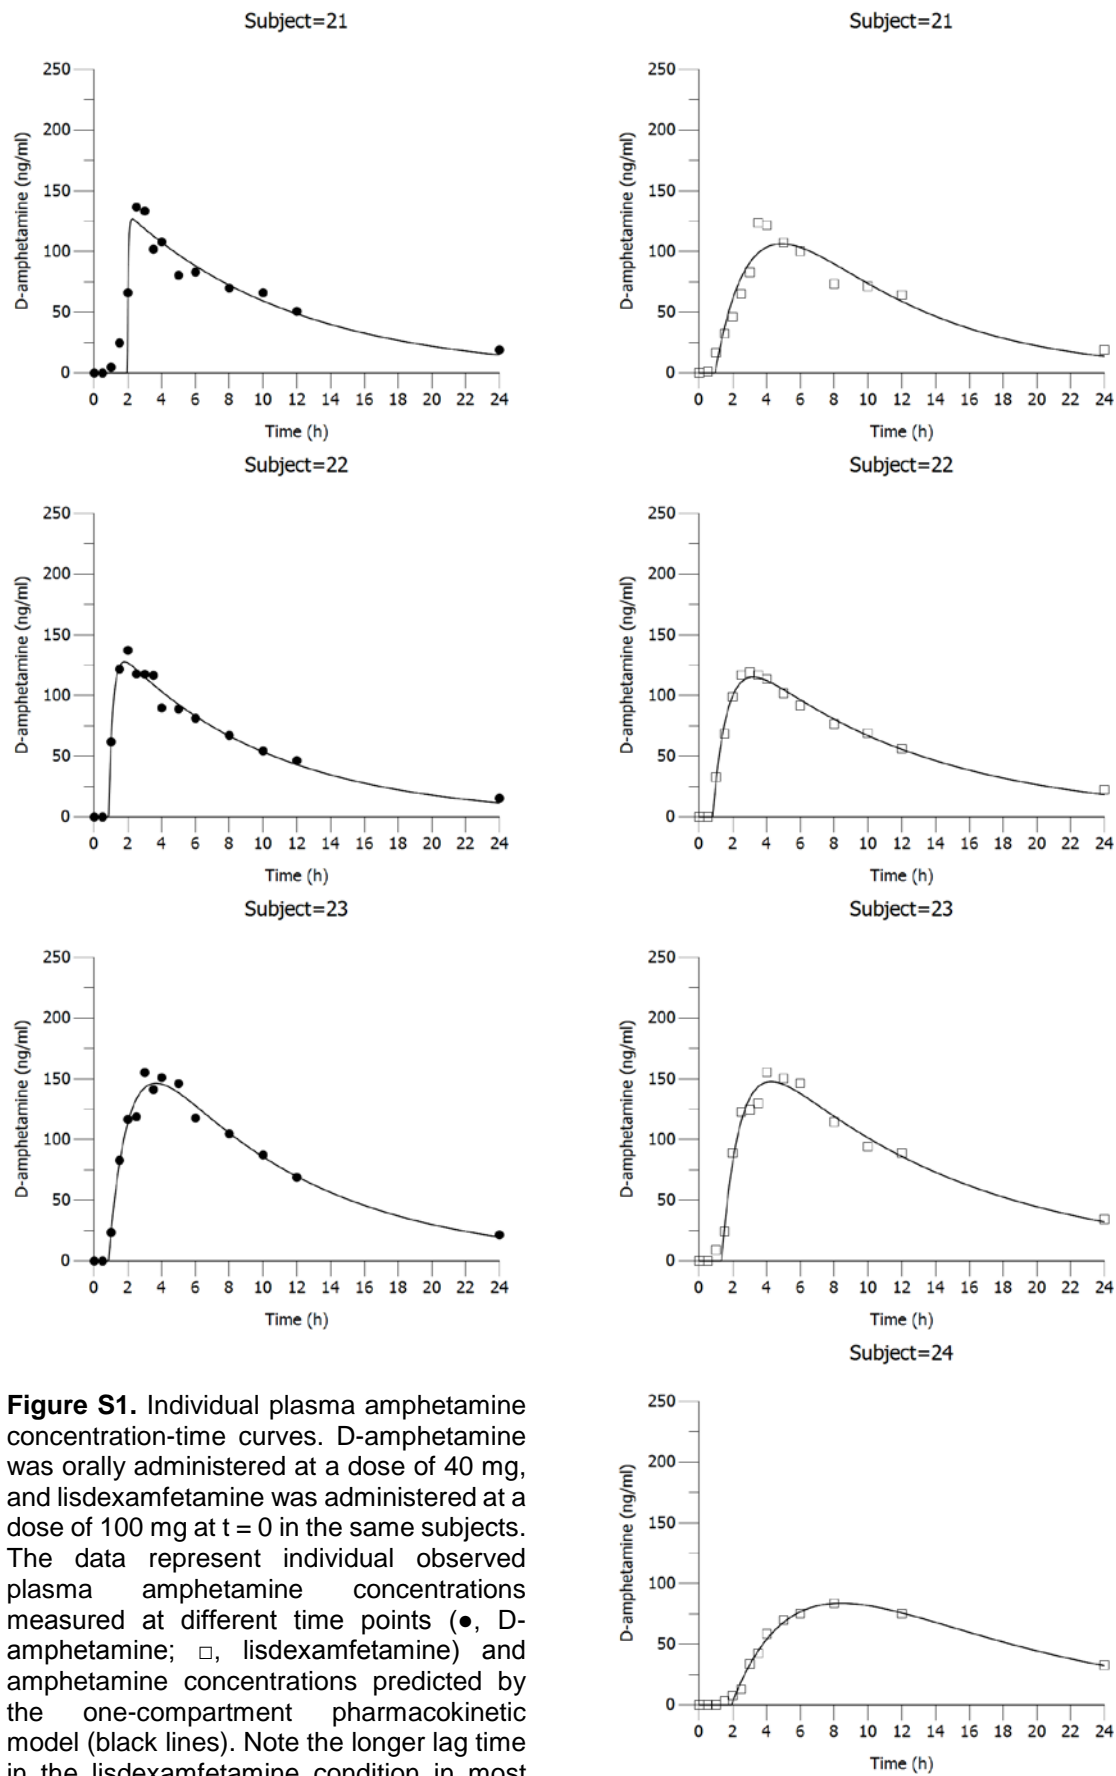 Subject=21
250
200
150
100
50
0
D-amphetamine (ng/ml)
0 2 4 6 8 10 12 14 16 18 20 22 24
Time (h)
Subject=21
250
200
150
100
50
0
D-amphetamine (ng/ml)
0 2 4 6 8 10 12 14 16 18 20 22 24
Time (h)
Subject=22
250
200
150
100
50
0
D-amphetamine (ng/ml)
0 2 4 6 8 10 12 14 16 18 20 22 24
Time (h)
Subject=22
250
200
150
100
50
0
D-amphetamine (ng/ml)
0 2 4 6 8 10 12 14 16 18 20 22 24
Time (h)
Subject=23
250
200
150
100
50
0
D-amphetamine (ng/ml)
0 2 4 6 8 10 12 14 16 18 20 22 24
Time (h)
Subject=23
250
200
150
100
50
0
D-amphetamine (ng/ml)
0 2 4 6 8 10 12 14 16 18 20 22 24
Time (h)
Subject=24
250
200
150
100
50
0
D-amphetamine (ng/ml)
0 2 4 6 8 10 12 14 16 18 20 22 24
Time (h)
Figure S1. Individual plasma amphetamine
concentration-time curves. D-amphetamine
was orally administered at a dose of 40 mg,
and lisdexamfetamine was administered at a
dose of 100 mg at t = 0 in the same subjects.
The data represent individual observed
plasma amphetamine concentrations
measured at different time points (●, D-
amphetamine; □, lisdexamfetamine) and
amphetamine concentrations predicted by
the one-compartment pharmacokinetic
model (black lines). Note the longer lag time
in the lisdexamfetamine condition in most